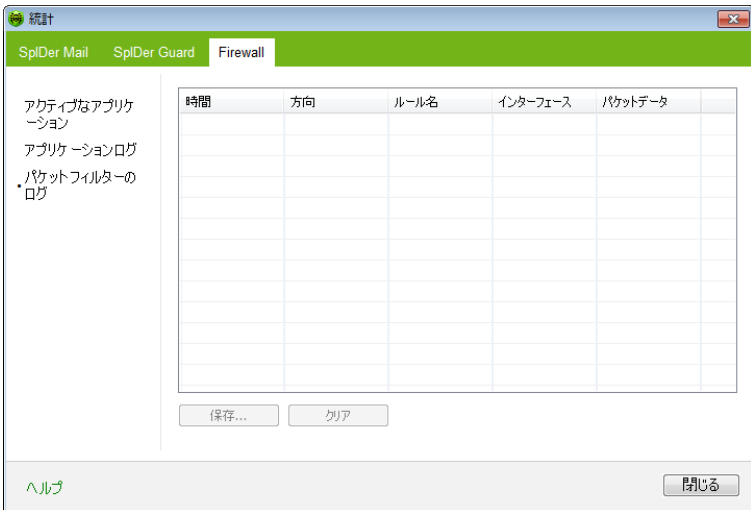 統計
SpIDer Mail SpIDer Guard Firewall
アクティブなアプリケ
ーション
アプリケーションログ
パケットフィルターの
ログ
時間 方向 ルール名 インターフェース パケットデータ
保存... クリア
ヘルプ 閉じる